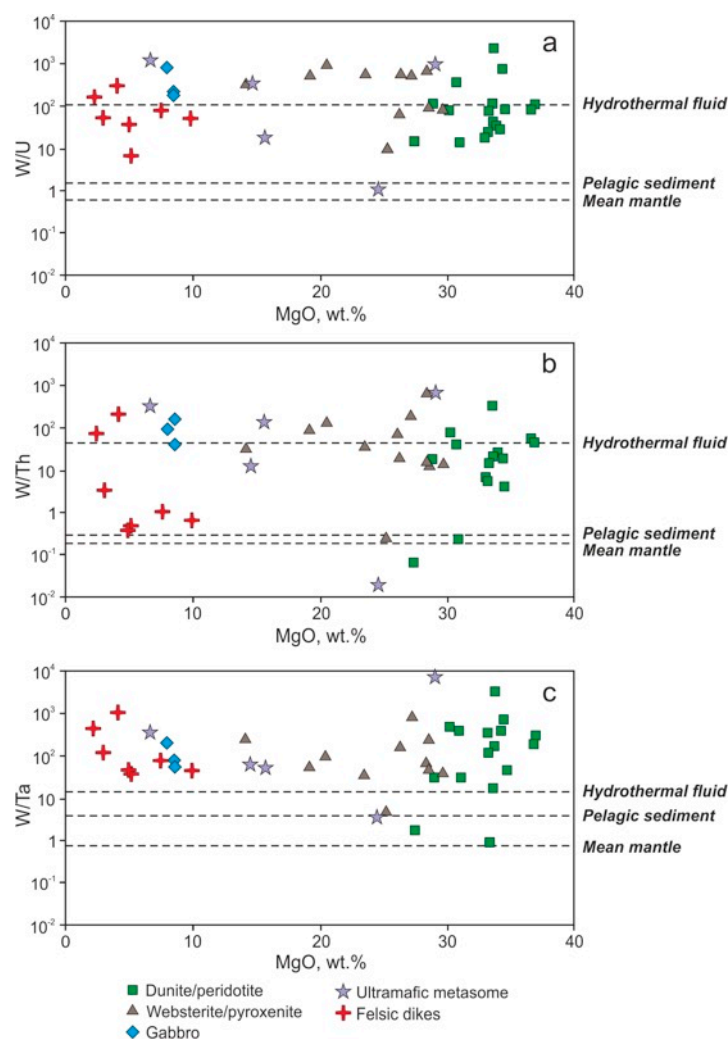 a
10⁴
10³
10²
10
1
10⁻¹
10⁻²
W/U
Hydrothermal fluid
Pelagic sediment
Mean mantle
0 10 20 30 40
MgO, wt.%
b
10⁴
10³
10²
10
1
10⁻¹
10⁻²
W/Th
Hydrothermal fluid
Pelagic sediment
Mean mantle
0 10 20 30 40
MgO, wt.%
c
10⁴
10³
10²
10
1
10⁻¹
10⁻²
W/Ta
Hydrothermal fluid
Pelagic sediment
Mean mantle
0 10 20 30 40
MgO, wt.%
Dunite/peridotite
Websterite/pyroxenite
Gabbro
Ultramafic metasome
Felsic dikes